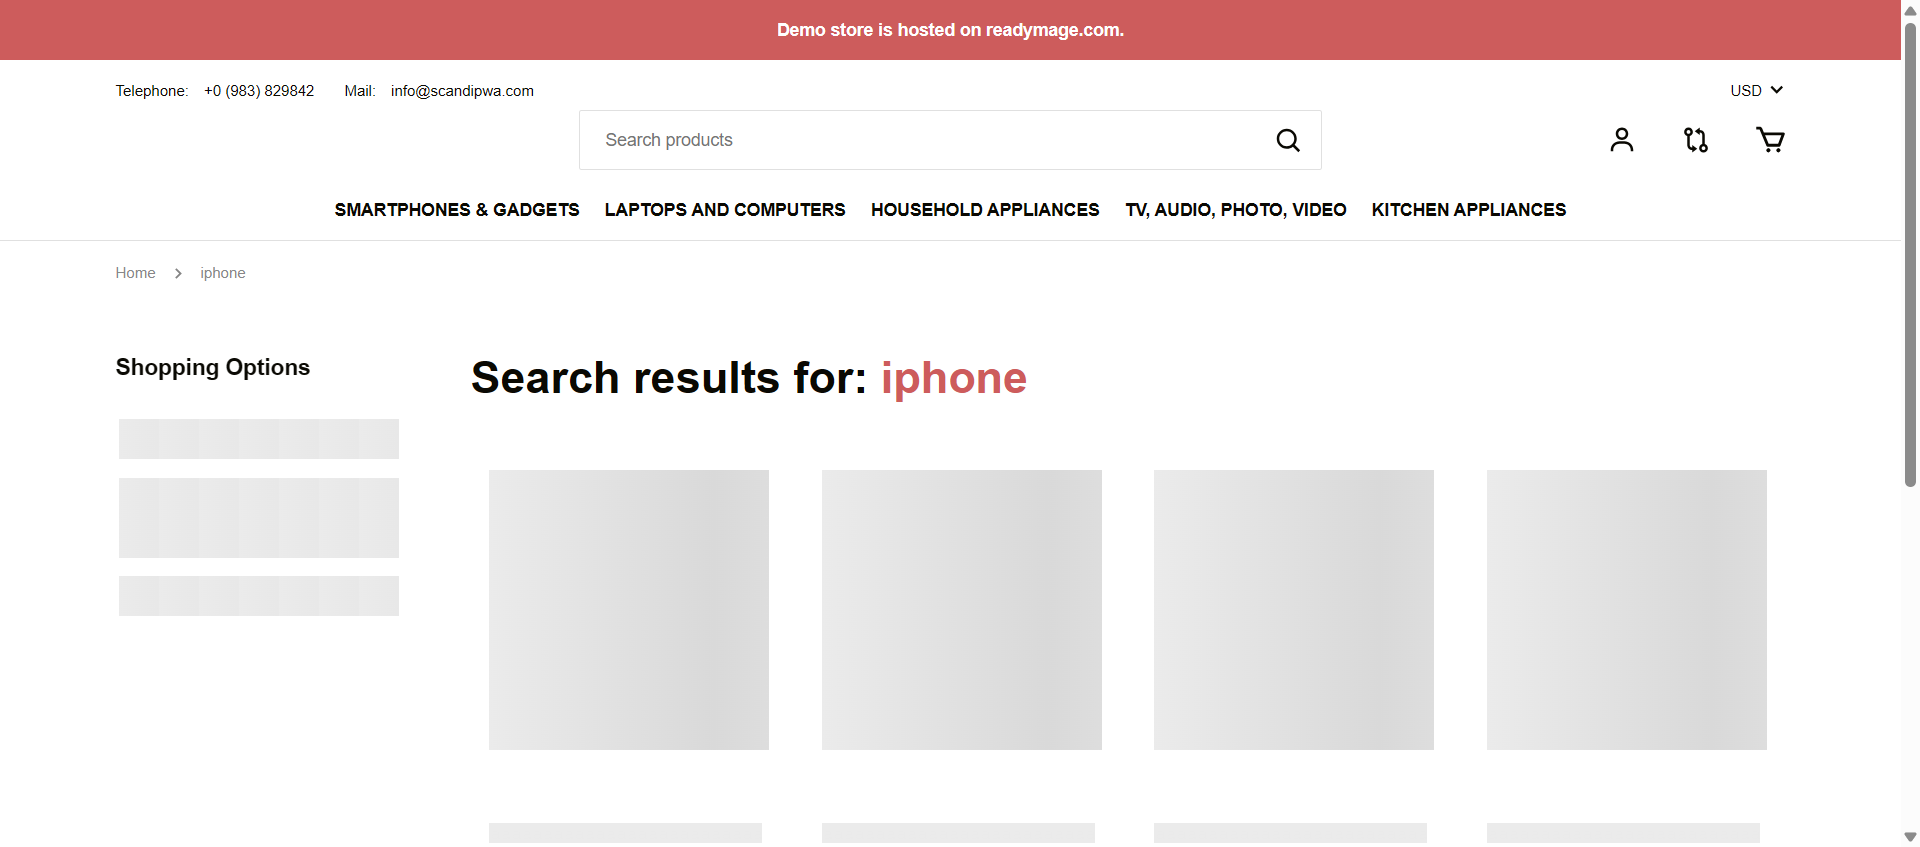 Demo store is hosted on readymage.com.
Telephone: +0 (983) 829842 Mail: info@scandipwa.com
USD
Search products
SMARTPHONES & GADGETS LAPTOPS AND COMPUTERS HOUSEHOLD APPLIANCES TV, AUDIO, PHOTO, VIDEO KITCHEN APPLIANCES
Home iphone
Shopping Options
Search results for: iphone